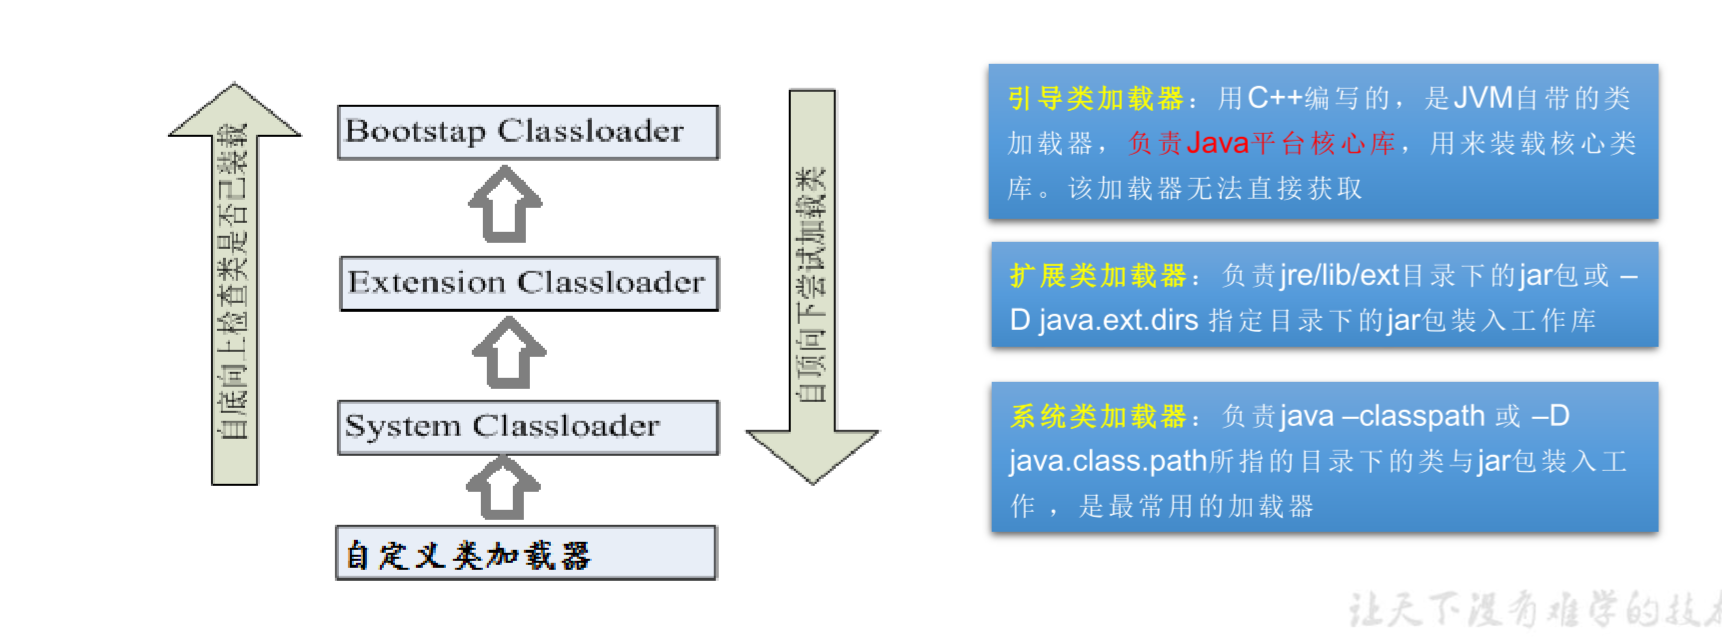 自底向上检查类是否已装载
Bootstap Classloader
Extension Classloader
System Classloader
自定义类加载器
自顶向下尝试加载类
引导类加载器：用C++编写的，是JVM自带的类
加载器，负责Java平台核心库，用来装载核心类
库。该加载器无法直接获取
扩展类加载器：负责jre/lib/ext目录下的jar包或 –
D java.ext.dirs 指定目录下的jar包装入工作库
系统类加载器：负责java –classpath 或 –D
java.class.path所指的目录下的类与jar包装入工
作 ，是最常用的加载器
让天下没有难学的技术